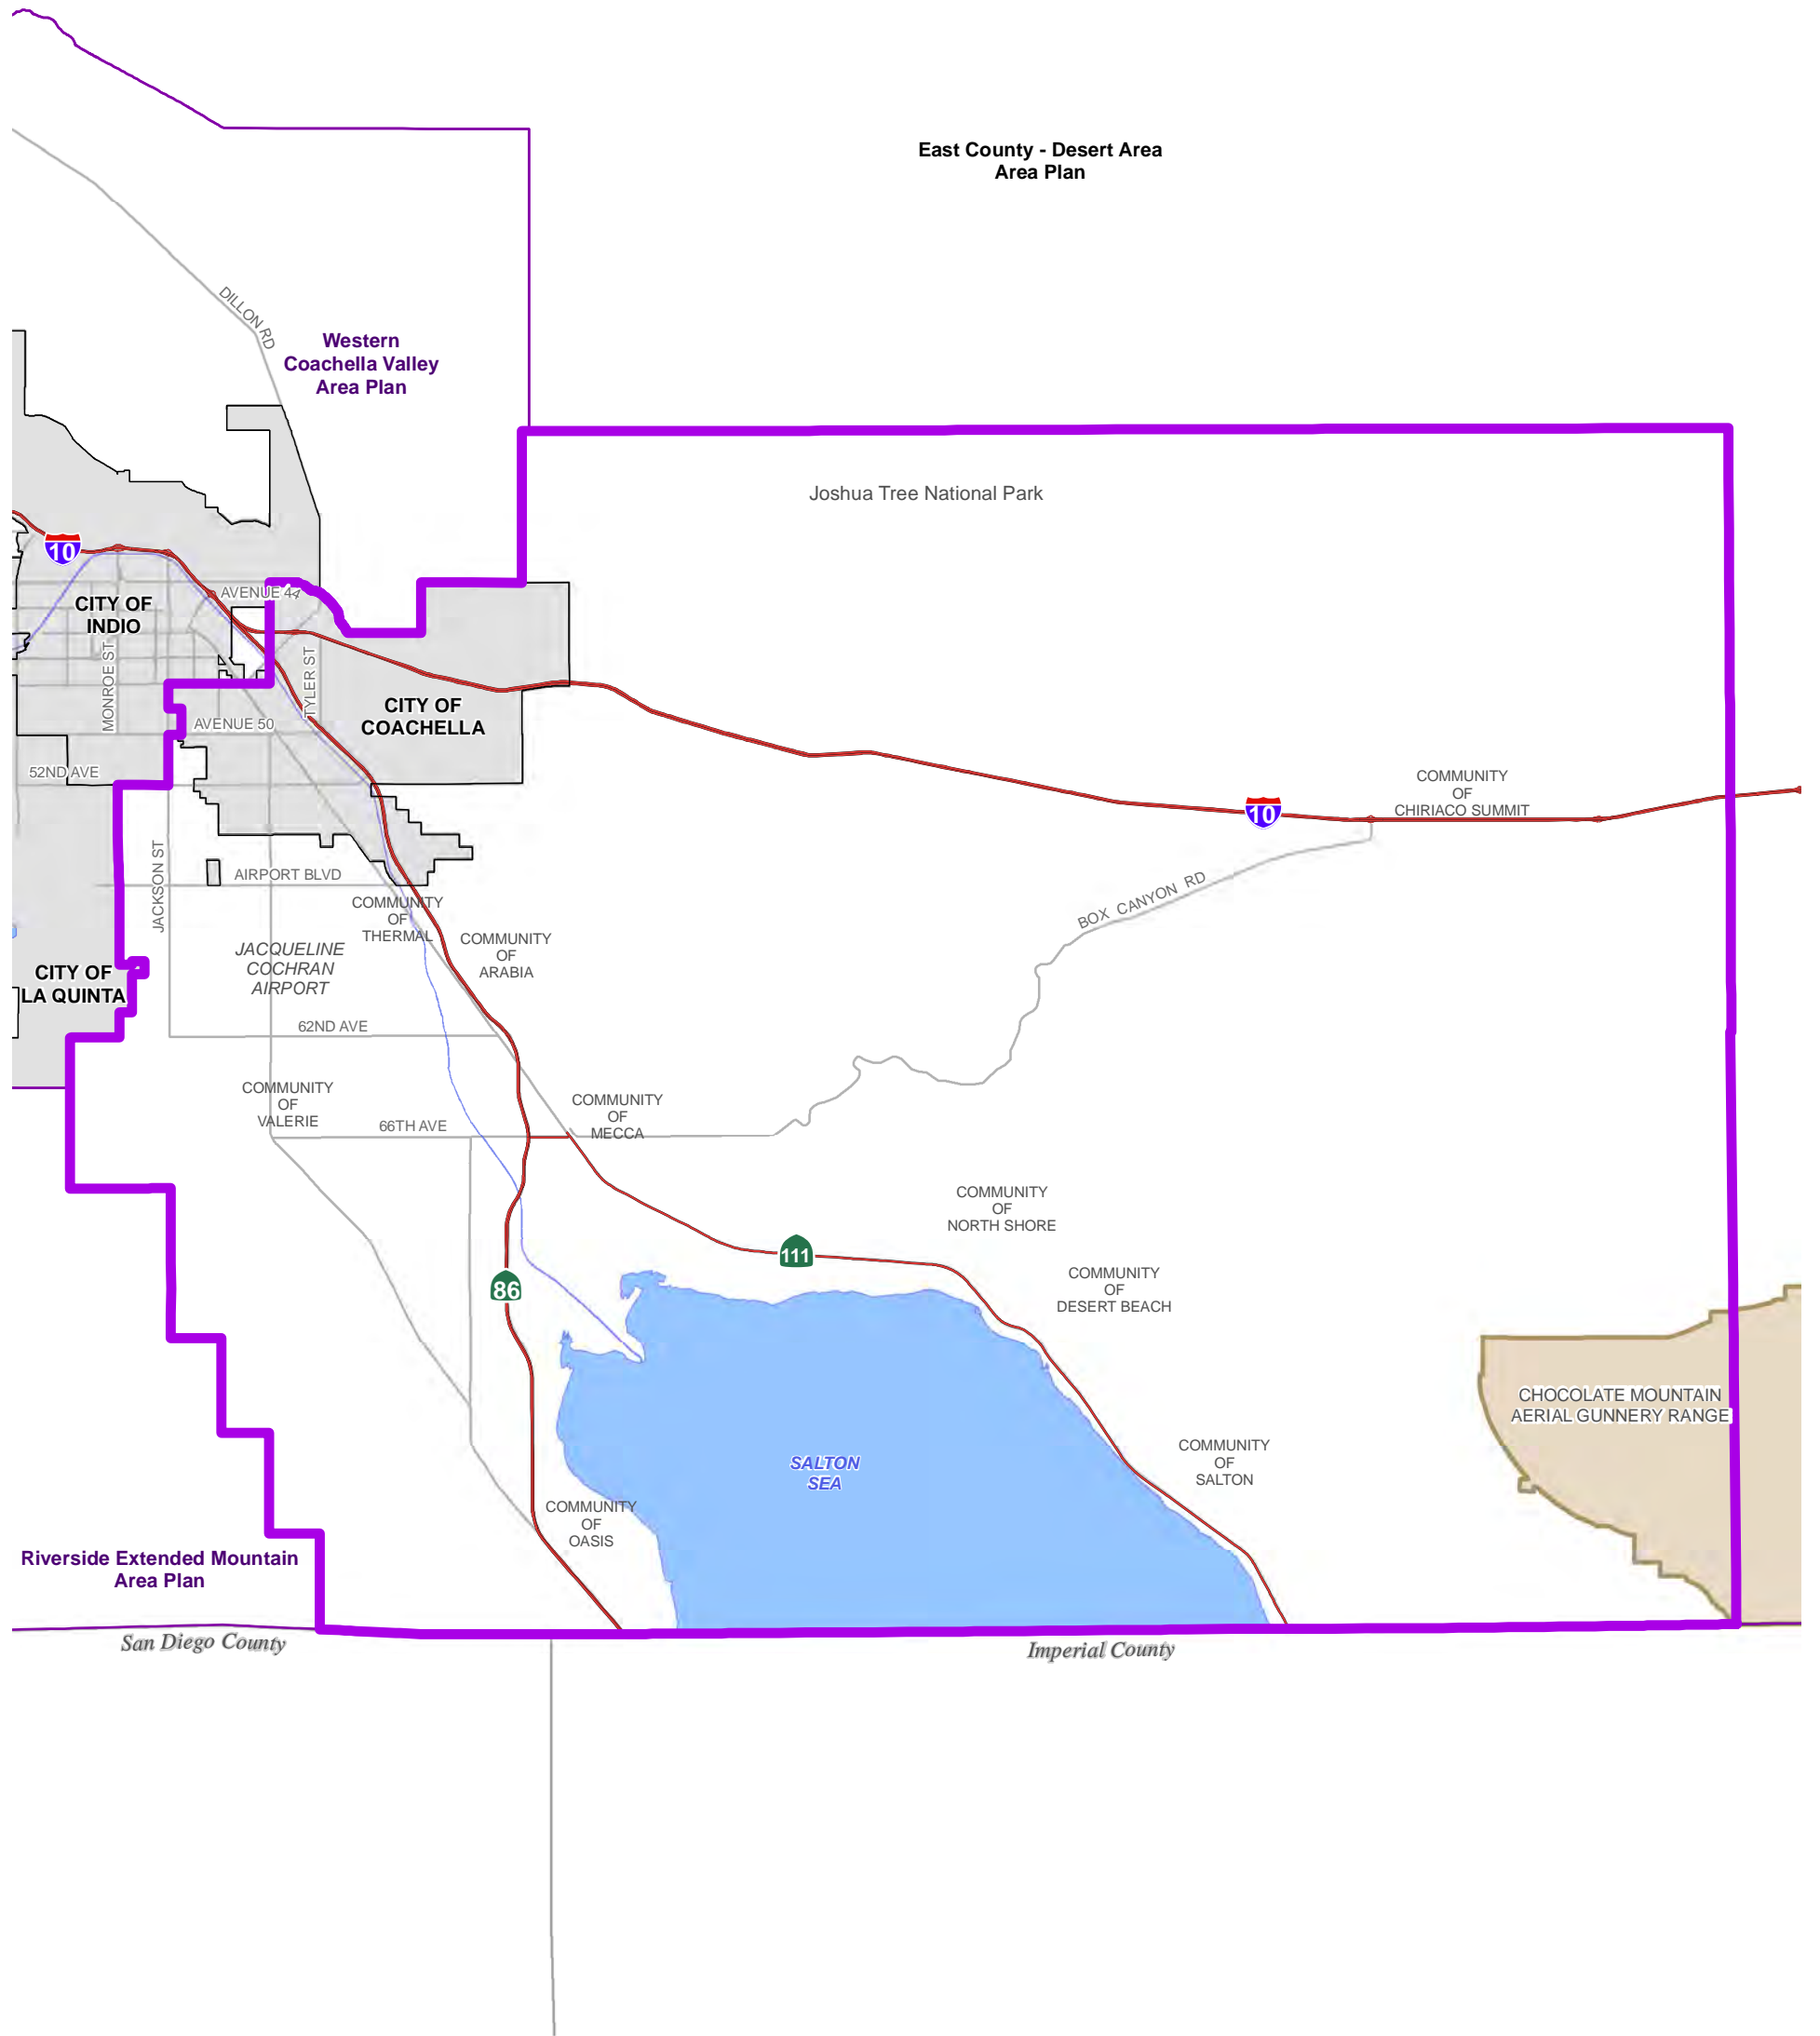 East County - Desert Area
Area Plan
DILLON RD
Western
Coachella Valley
Area Plan
Joshua Tree National Park
10
AVENUE 44
CITY OF
INDIO
MONROE ST
TYLER ST
CITY OF
COACHELLA
AVENUE 50
52ND AVE
COMMUNITY
OF
CHIRIACO SUMMIT
10
JACKSON ST
AIRPORT BLVD
BOX CANYON RD
COMMUNITY
OF
THERMAL
COMMUNITY
OF
ARABIA
JACQUELINE
COCHRAN
AIRPORT
CITY OF
LA QUINTA
62ND AVE
COMMUNITY
OF
VALERIE
COMMUNITY
OF
MECCA
66TH AVE
COMMUNITY
OF
NORTH SHORE
111
86
COMMUNITY
OF
DESERT BEACH
CHOCOLATE MOUNTAIN
AERIAL GUNNERY RANGE
SALTON
SEA
COMMUNITY
OF
SALTON
COMMUNITY
OF
OASIS
Riverside Extended Mountain
Area Plan
San Diego County
Imperial County